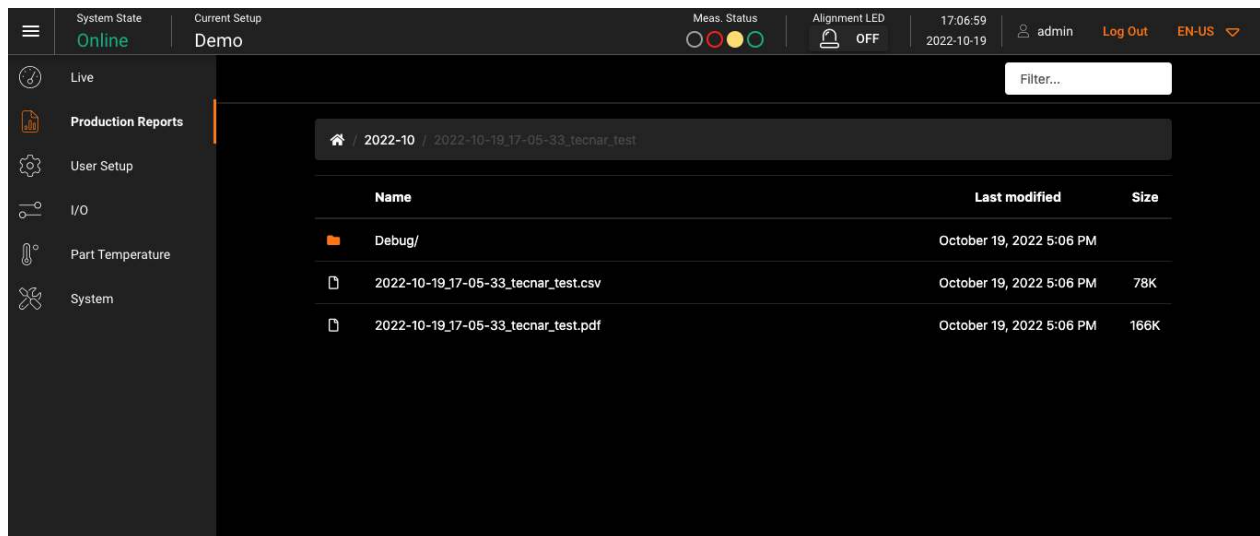 System State
Online
Current Setup
Demo
Meas. Status
Alignment LED
OFF
17:06:59
2022-10-19
admin
Log Out
EN-US
Live
Filter...
Production Reports
/ 2022-10 / 2022-10-19_17-05-33_tecnar_test
User Setup
Name Last modified Size
I/O
Debug/ October 19, 2022 5:06 PM
Part Temperature
2022-10-19_17-05-33_tecnar_test.csv October 19, 2022 5:06 PM 78K
System
2022-10-19_17-05-33_tecnar_test.pdf October 19, 2022 5:06 PM 166K